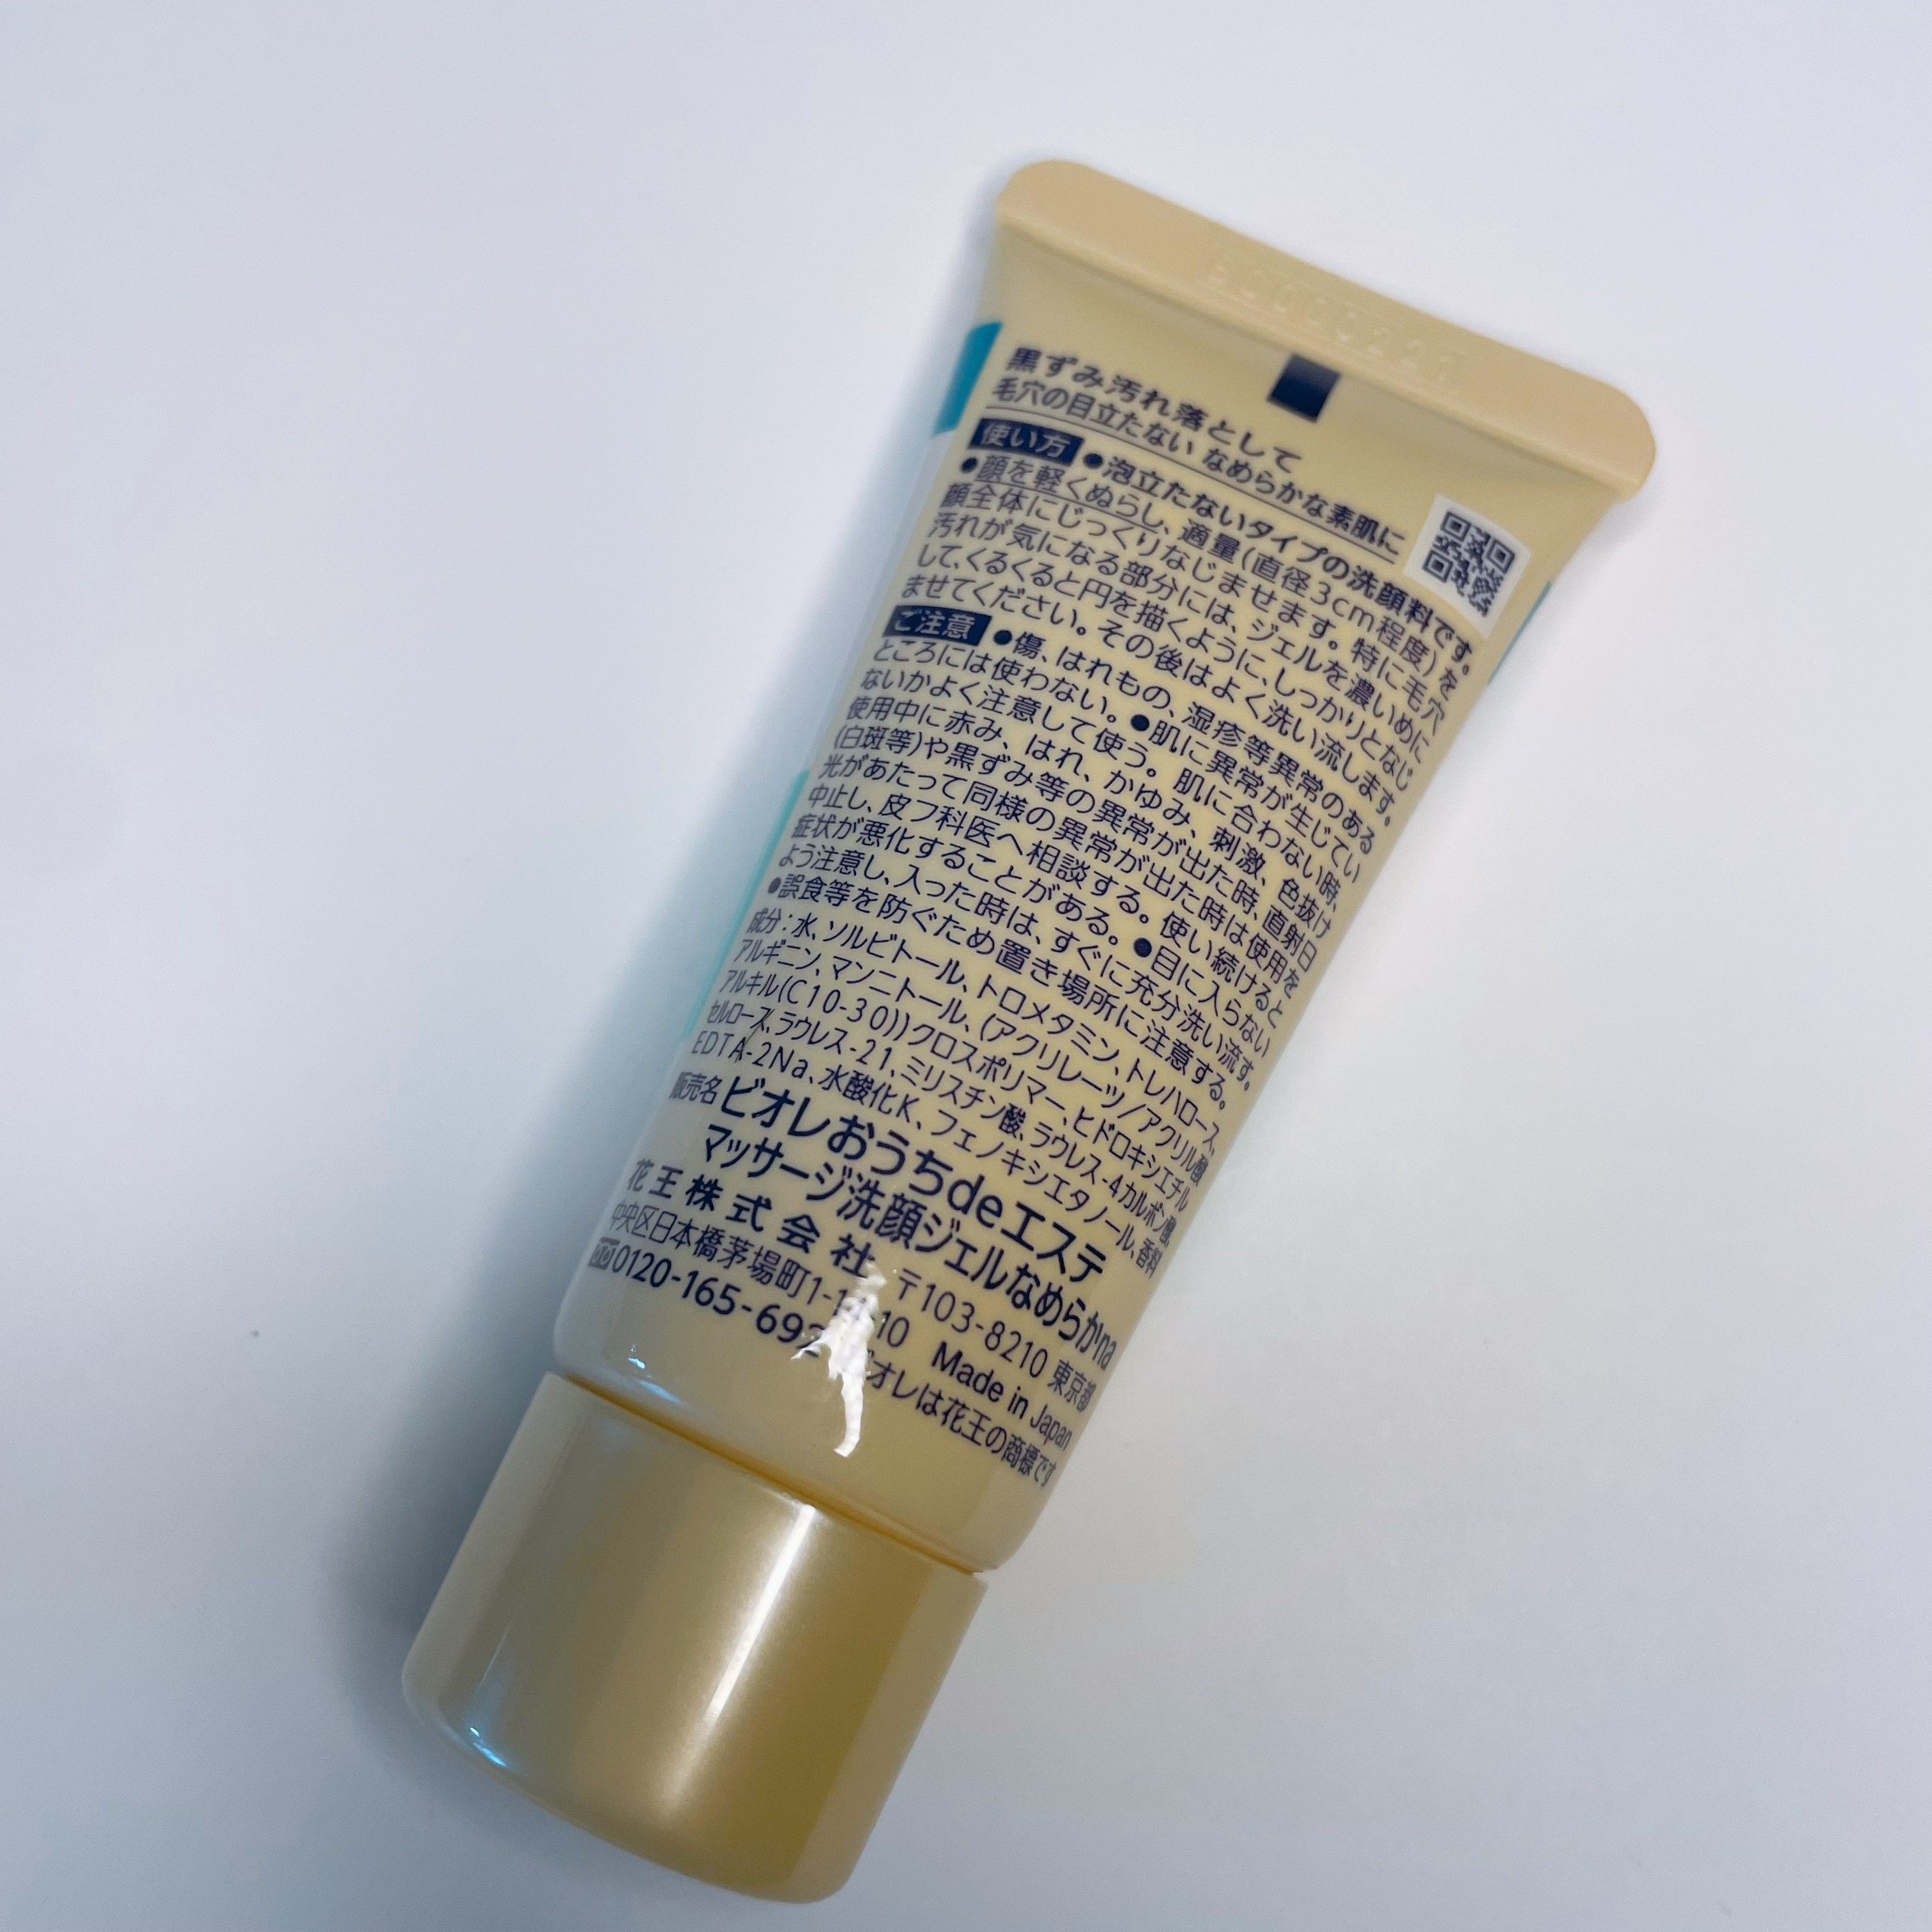 黒ずみ汚れ落として
毛穴の目立たない なめらかな素肌に
使い方 ●泡立たないタイプの洗顔料です。
●顔を軽くぬらし、適量(直径3cm程度)を
顔全体にじっくりなじませます。特に毛穴
汚れが気になる部分には、ジェルを濃いめに
して、くるくると円を描くように、しっかりとなじ
ませてください。その後はよく洗い流します。
ご注意 ●傷、はれもの、湿疹等異常のある
ところには使わない。●肌に異常が生じてい
ないかよく注意して使う。肌に合わない時、
使用中に赤み、はれ、かゆみ、刺激、色抜け
(白斑等)や黒ずみ等の異常が出た時、直射日
光があたって同様の異常が出た時は使用を
中止し、皮フ科医へ相談する。使い続けると
症状が悪化することがある。●目に入らない
よう注意し、入った時は、すぐに充分洗い流す。
●誤食等を防ぐため置き場所に注意する。
成分：水、ソルビトール、トロメタミン、トレハロース、
アルギニン、マンニトール、(アクリレーツ/アクリル酸
アルキル(C10-30))クロスポリマー、ヒドロキシエチル
セルロース、ラウレス-21、ミリスチン酸、ラウレス-4カルボン酸、
EDTA-2Na、水酸化K、フェノキシエタノール、香料
販売名 ビオレおうちdeエステ
マッサージ洗顔ジェルなめらかna
花王株式会社 〒103-8210 東京都
中央区日本橋茅場町 Made in Japan
0120-165-69 オレは花王の商標です